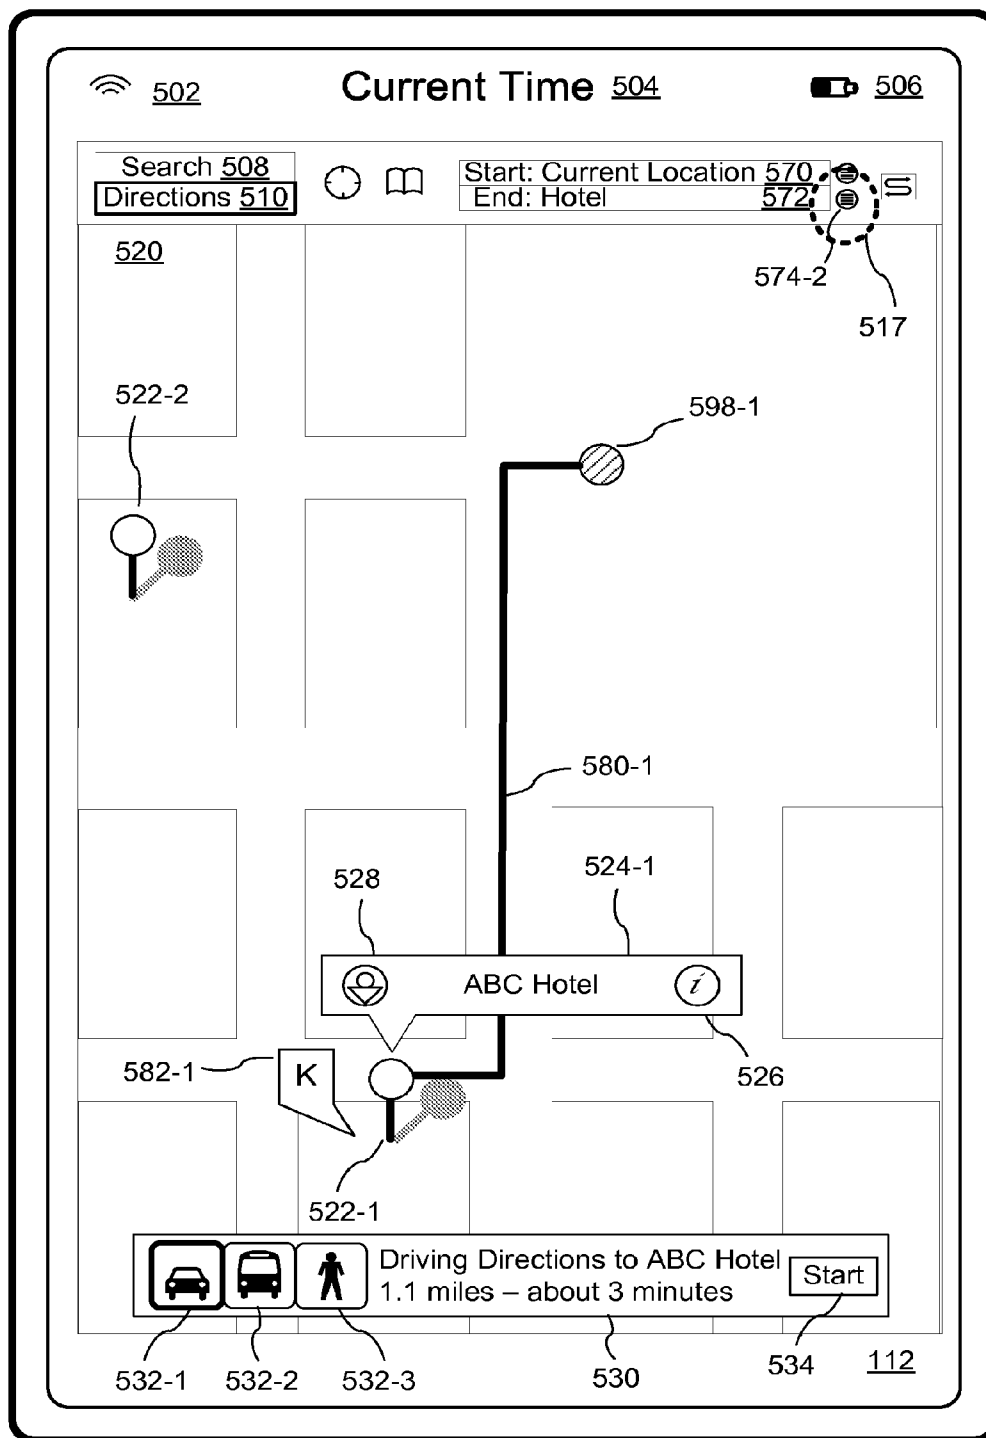 502 Current Time 504 506
Search 508
Directions 510
Start: Current Location 570
End: Hotel 572
520
574-2
517
522-2
598-1
580-1
528
524-1
ABC Hotel
i
582-1
K
526
522-1
Driving Directions to ABC Hotel
1.1 miles – about 3 minutes
Start
532-1
532-2
532-3
530
534
112